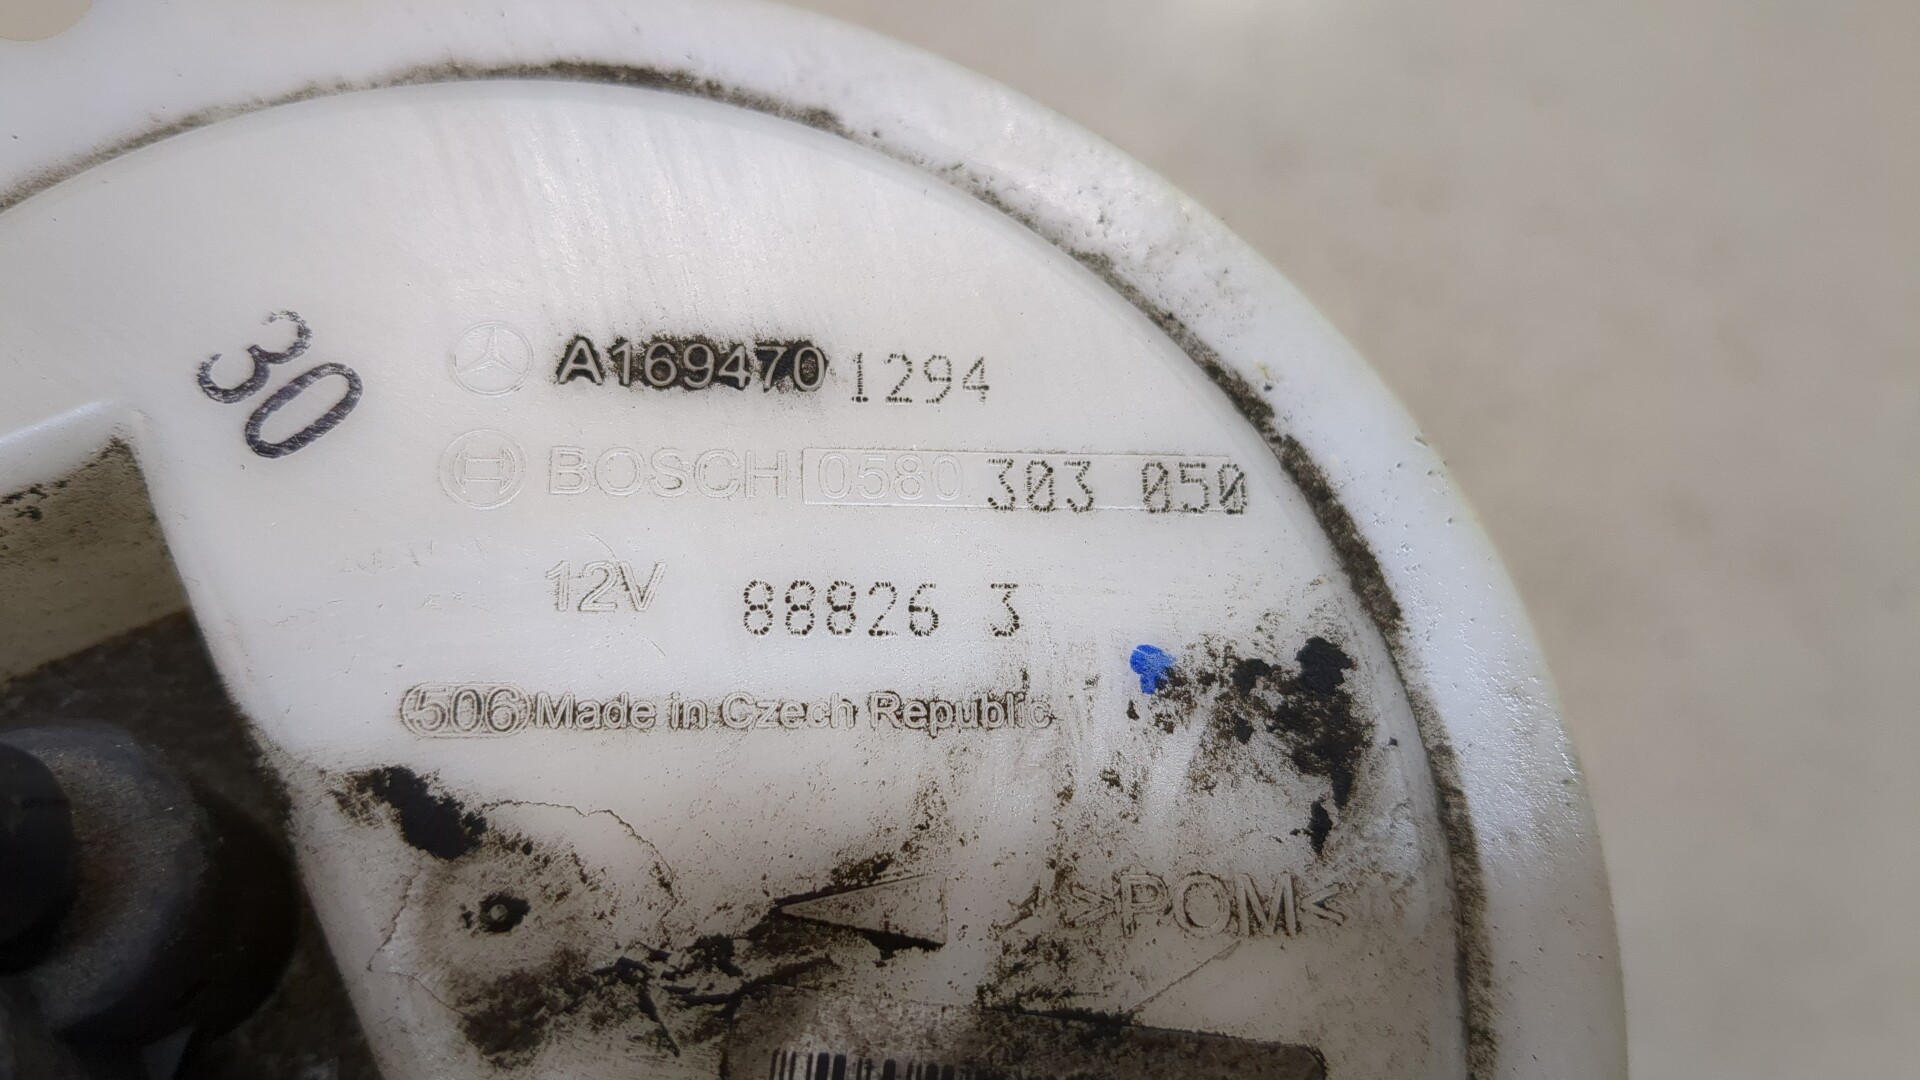 30
A169470 1294
BOSCH 0580 303 050
12V 88826 3
506 Made in Czech Republic
>POM<